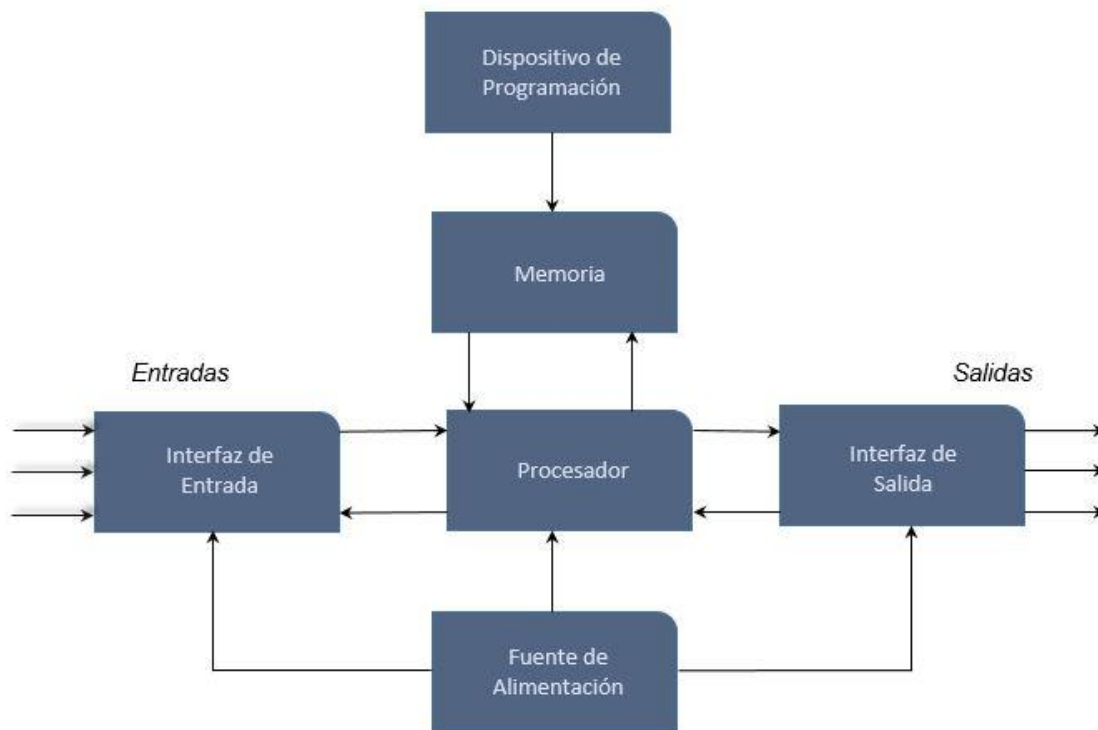 Dispositivo de
Programación
Memoria
Entradas
Salidas
Interfaz de
Entrada
Procesador
Interfaz de
Salida
Fuente de
Alimentación